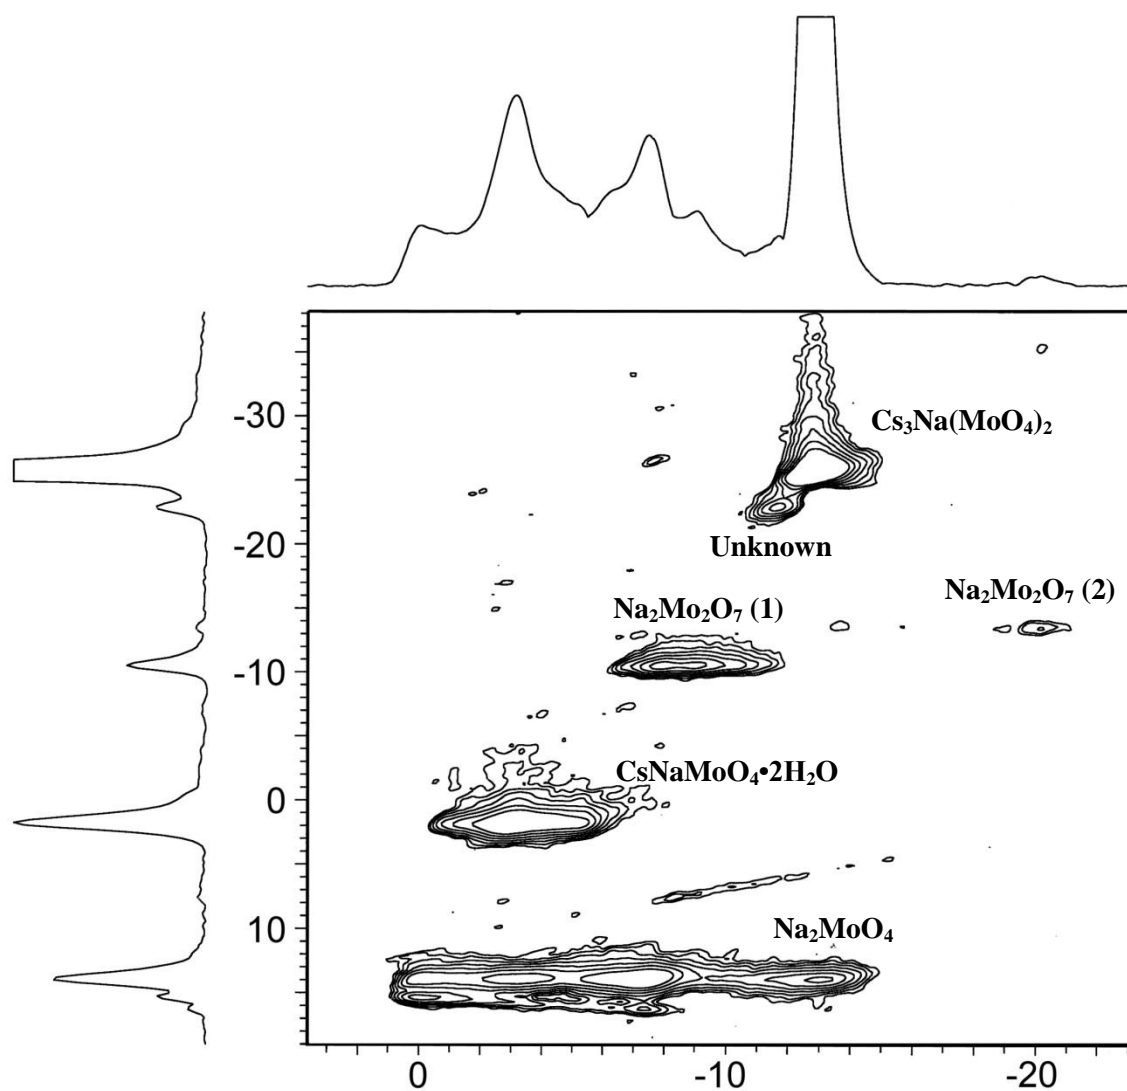 -30
Cs₃Na(MoO₄)₂
-20
Unknown
Na₂Mo₂O₇ (1)
Na₂Mo₂O₇ (2)
-10
CsNaMoO₄•2H₂O
0
10
Na₂MoO₄
0 -10 -20